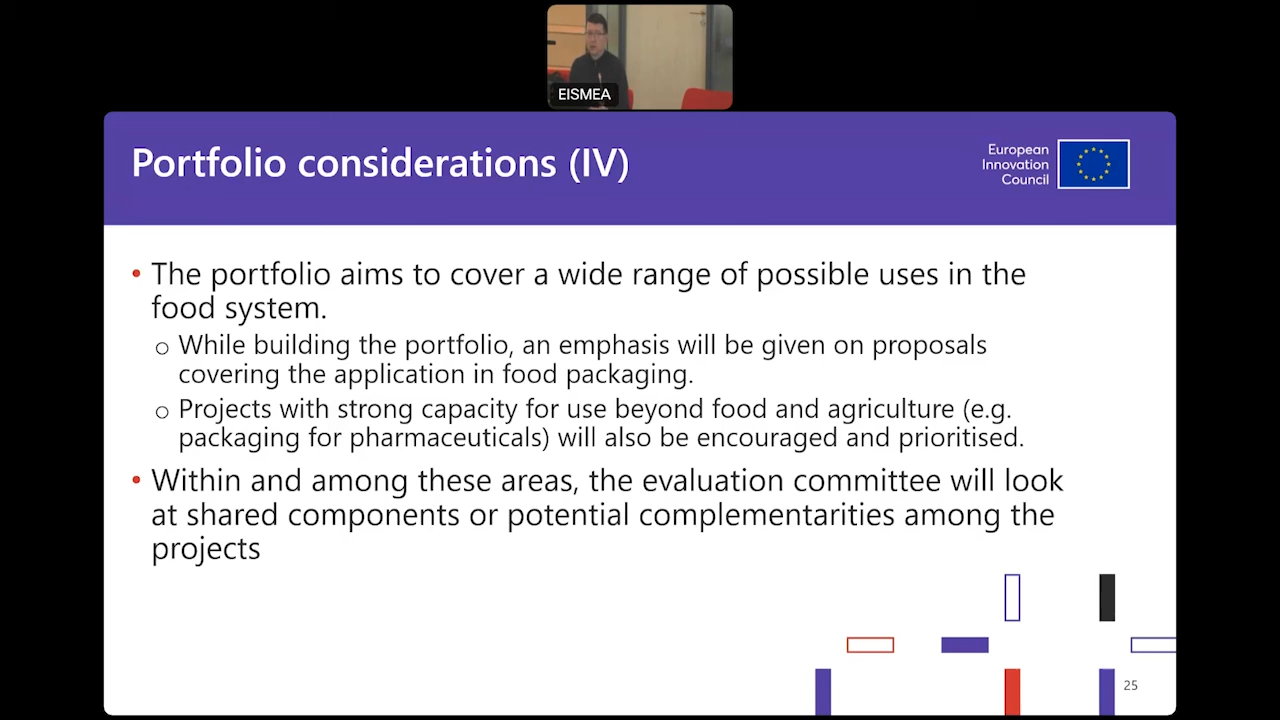 EISMEA
Portfolio considerations (IV)
European
Innovation
Council
• The portfolio aims to cover a wide range of possible uses in the
food system.
o While building the portfolio, an emphasis will be given on proposals
covering the application in food packaging.
o Projects with strong capacity for use beyond food and agriculture (e.g.
packaging for pharmaceuticals) will also be encouraged and prioritised.
• Within and among these areas, the evaluation committee will look
at shared components or potential complementarities among the
projects
25